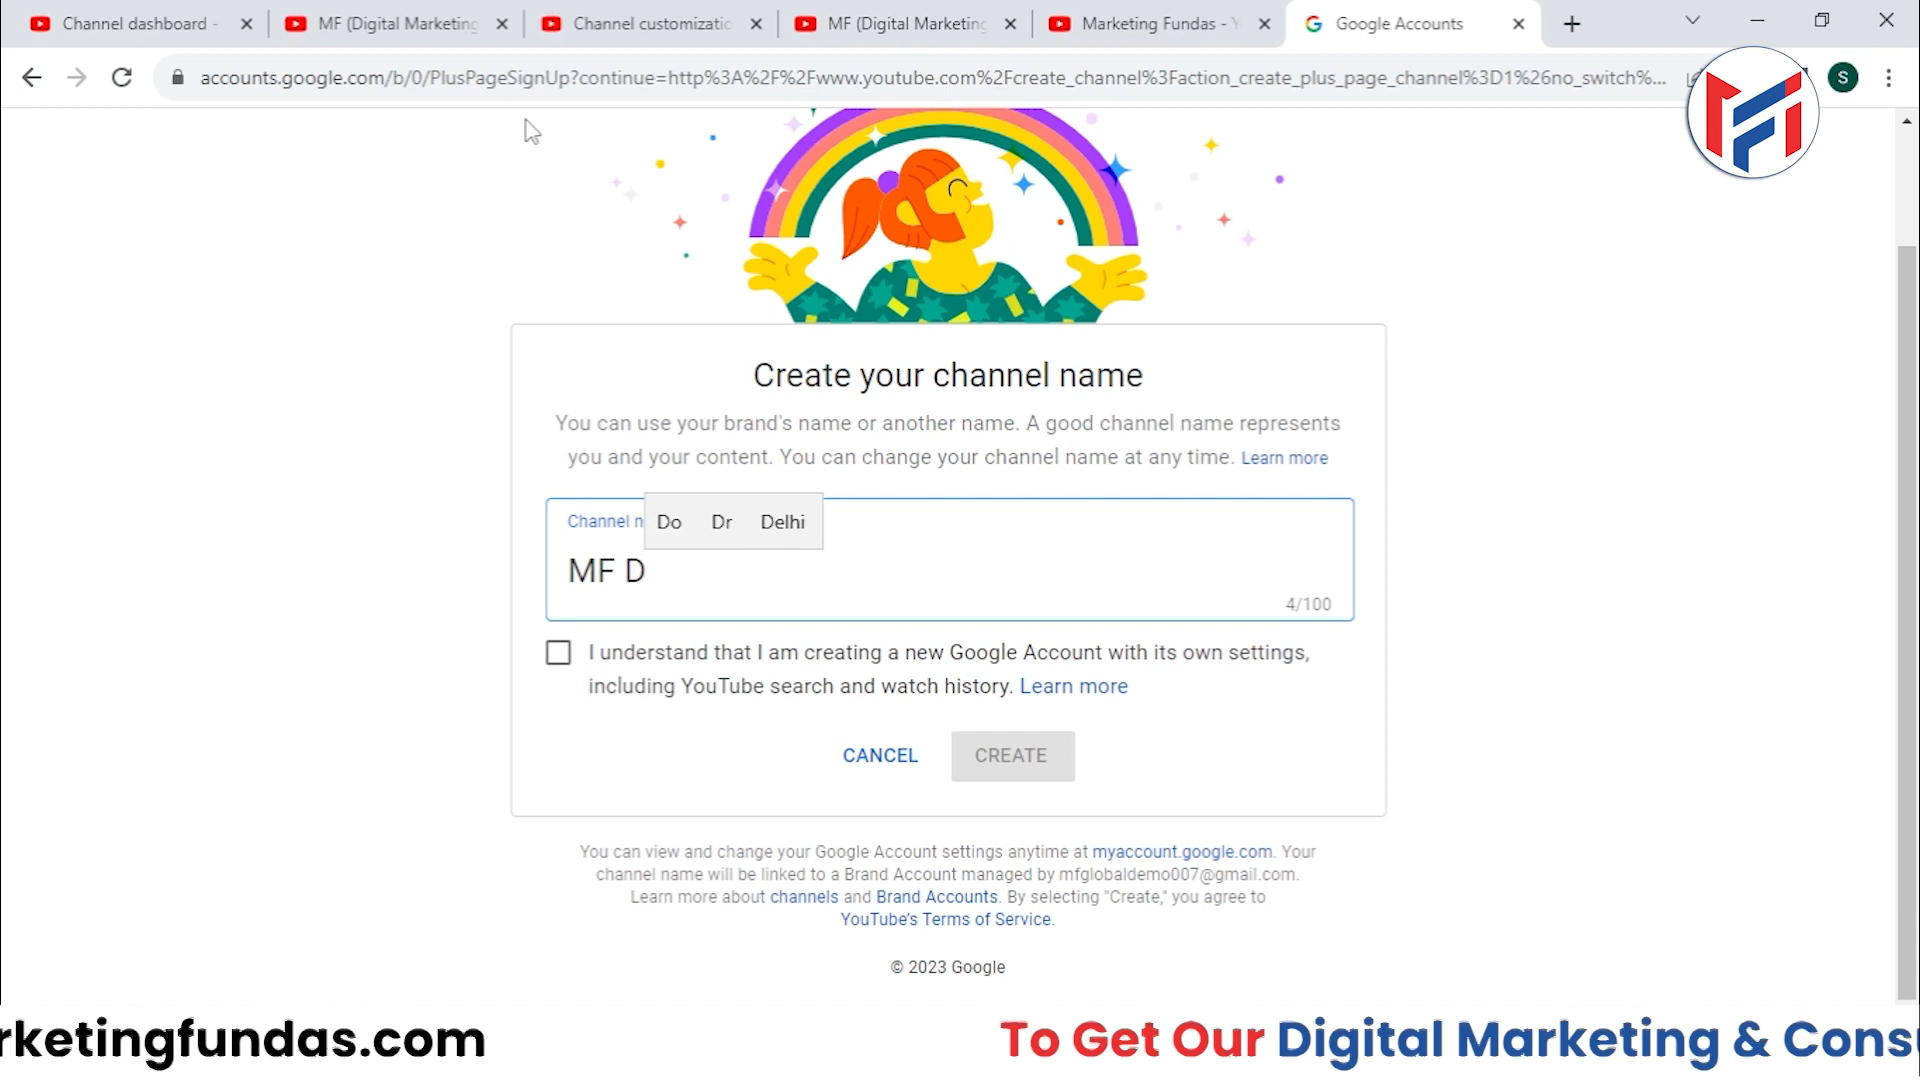 Channel dashboard -
MF (Digital Marketing
Channel customizatio
MF (Digital Marketing
Marketing Fundas - Y
Google Accounts
accounts.google.com/b/0/PlusPageSignUp?continue=http%3A%2F%2Fwww.youtube.com%2Fcreate_channel%3Faction_create_plus_page_channel%3D1%26no_switch%...
S
Create your channel name
You can use your brand's name or another name. A good channel name represents
you and your content. You can change your channel name at any time. Learn more
Channel n
Do Dr Delhi
MF D
4/100
I understand that I am creating a new Google Account with its own settings,
including YouTube search and watch history. Learn more
CANCEL CREATE
You can view and change your Google Account settings anytime at myaccount.google.com. Your
channel name will be linked to a Brand Account managed by mfglobaldemo007@gmail.com.
Learn more about channels and Brand Accounts. By selecting "Create," you agree to
YouTube's Terms of Service.
© 2023 Google
rketingfundas.com
To Get Our Digital Marketing & Consu